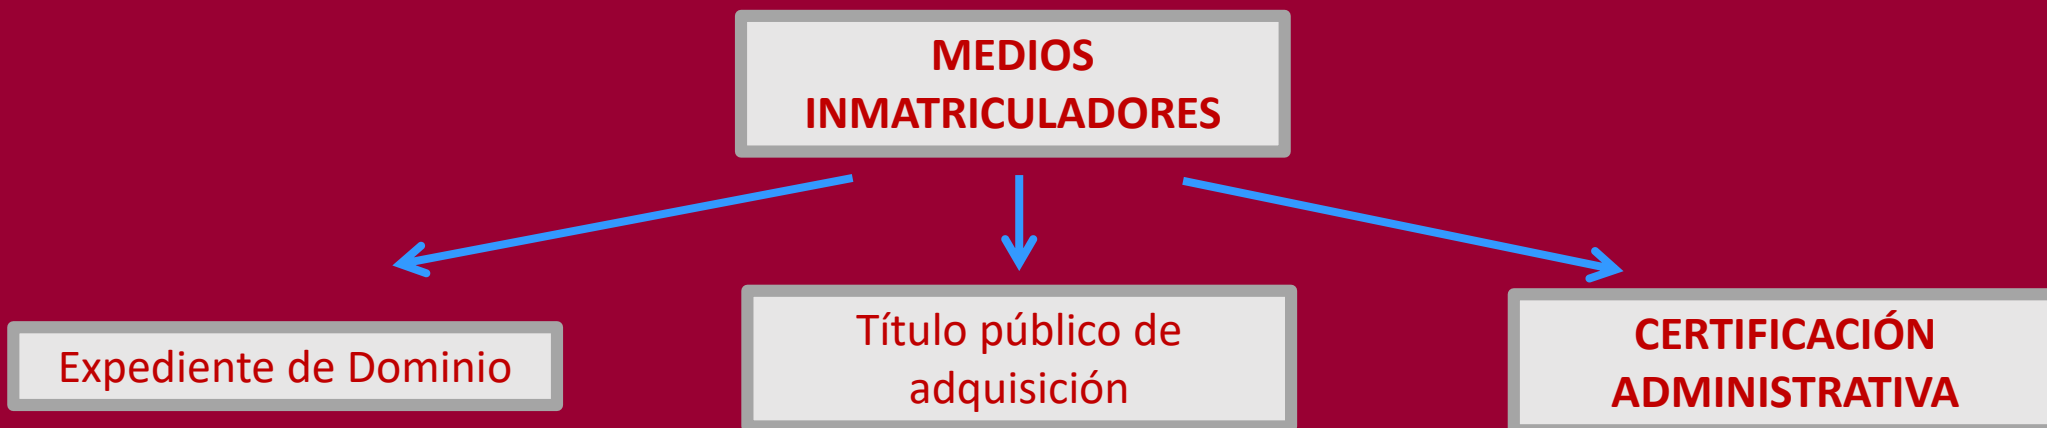 MEDIOS
INMATRICULADORES
Expediente de Dominio
Título público de
adquisición
CERTIFICACIÓN
ADMINISTRATIVA